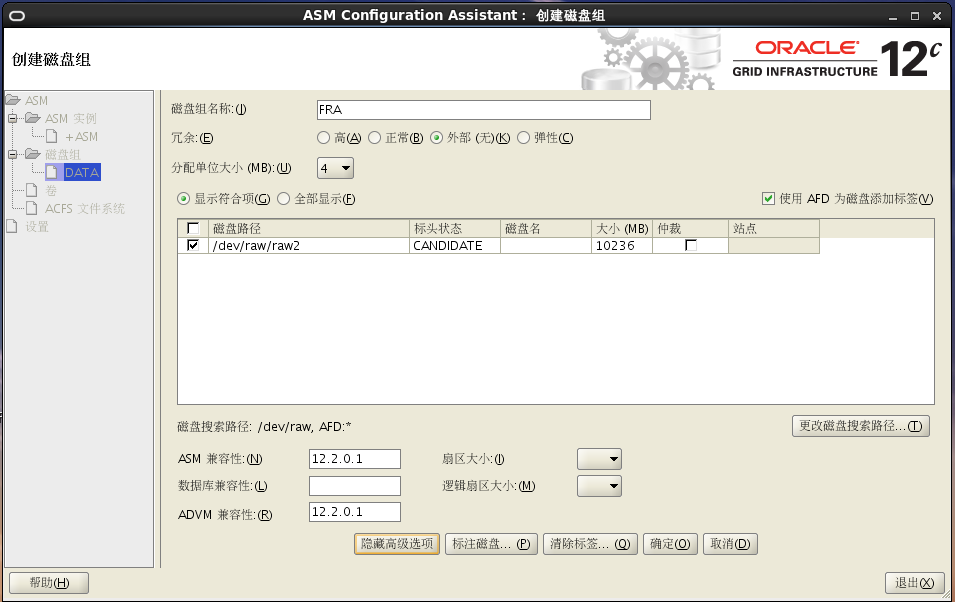 ASM Configuration Assistant： 创建磁盘组
创建磁盘组
ORACLE
GRID INFRASTRUCTURE 12c
ASM
ASM 实例
+ASM
磁盘组
DATA
卷
ACFS 文件系统
设置
磁盘组名称:(J) FRA
冗余:(E) 高(A) 正常(B) 外部 (无)(K) 弹性(C)
分配单位大小 (MB):(U) 4
显示符合项(G) 全部显示(F) 使用 AFD 为磁盘添加标签(V)
磁盘路径 标头状态 磁盘名 大小 (MB) 仲裁 站点
/dev/raw/raw2 CANDIDATE 10236
磁盘搜索路径: /dev/raw, AFD:* 更改磁盘搜索路径...(T)
ASM 兼容性:(N) 12.2.0.1 扇区大小:(I)
数据库兼容性:(L) 逻辑扇区大小:(M)
ADVM 兼容性:(R) 12.2.0.1
隐藏高级选项 标注磁盘... (P) 清除标签... (Q) 确定(O) 取消(D)
帮助(H) 退出(X)